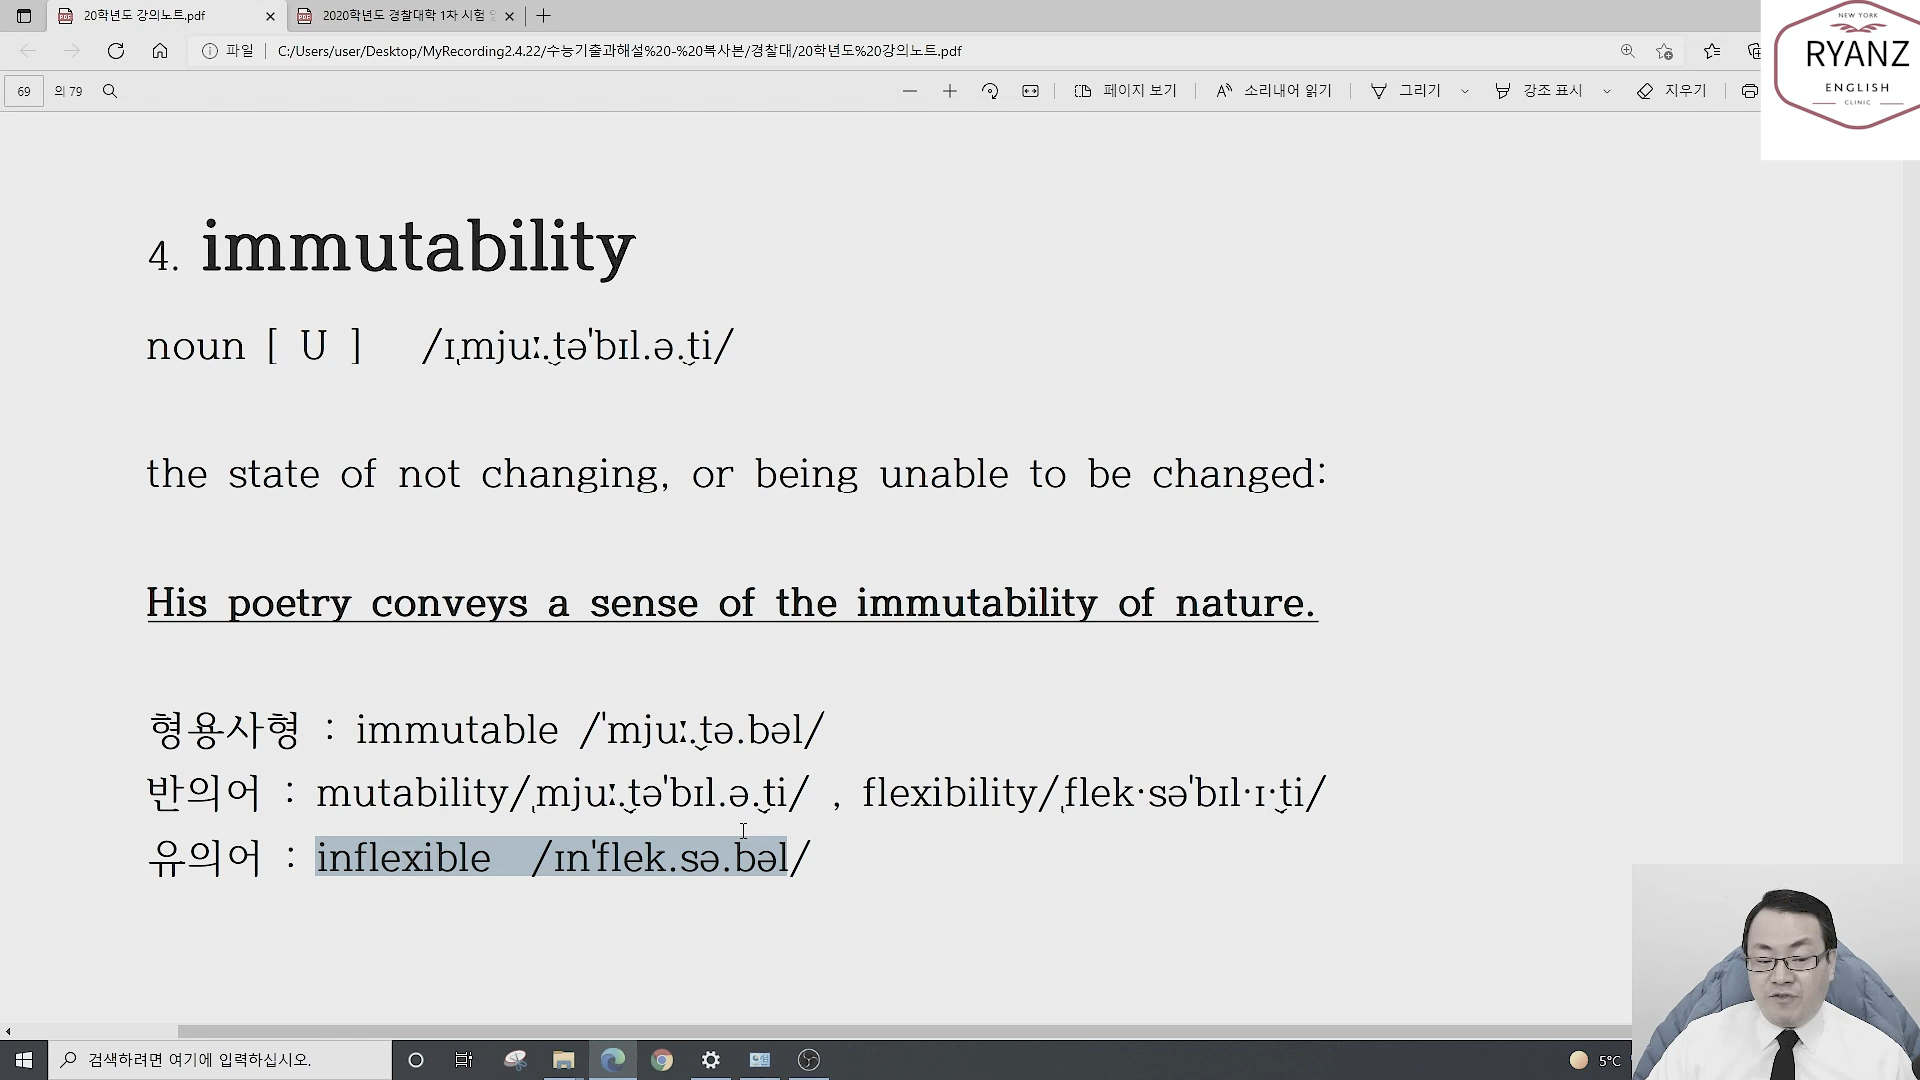 20학년도 강의노트.pdf
2020학년도 경찰대학 1차 시험
파일
C:/Users/user/Desktop/MyRecording2.4.22/수능기출과해설%20-%20복사본/경찰대/20학년도%20강의노트.pdf
69 의 79
페이지 보기
소리내어 읽기
그리기
강조 표시
지우기
NEW YORK
RYANZ
ENGLISH
CLINIC
4. immutability
noun [ U ] /ɪˌmjuː.t̬əˈbɪl.ə.t̬i/
the state of not changing, or being unable to be changed:
His poetry conveys a sense of the immutability of nature.
형용사형 : immutable /ˈmjuː.t̬ə.bəl/
반의어 : mutability/ˌmjuː.t̬əˈbɪl.ə.t̬i/ , flexibility/ˌflek·səˈbɪl·ɪ·t̬i/
유의어 : inflexible /ɪnˈflek.sə.bəl/
검색하려면 여기에 입력하십시오.
5°C